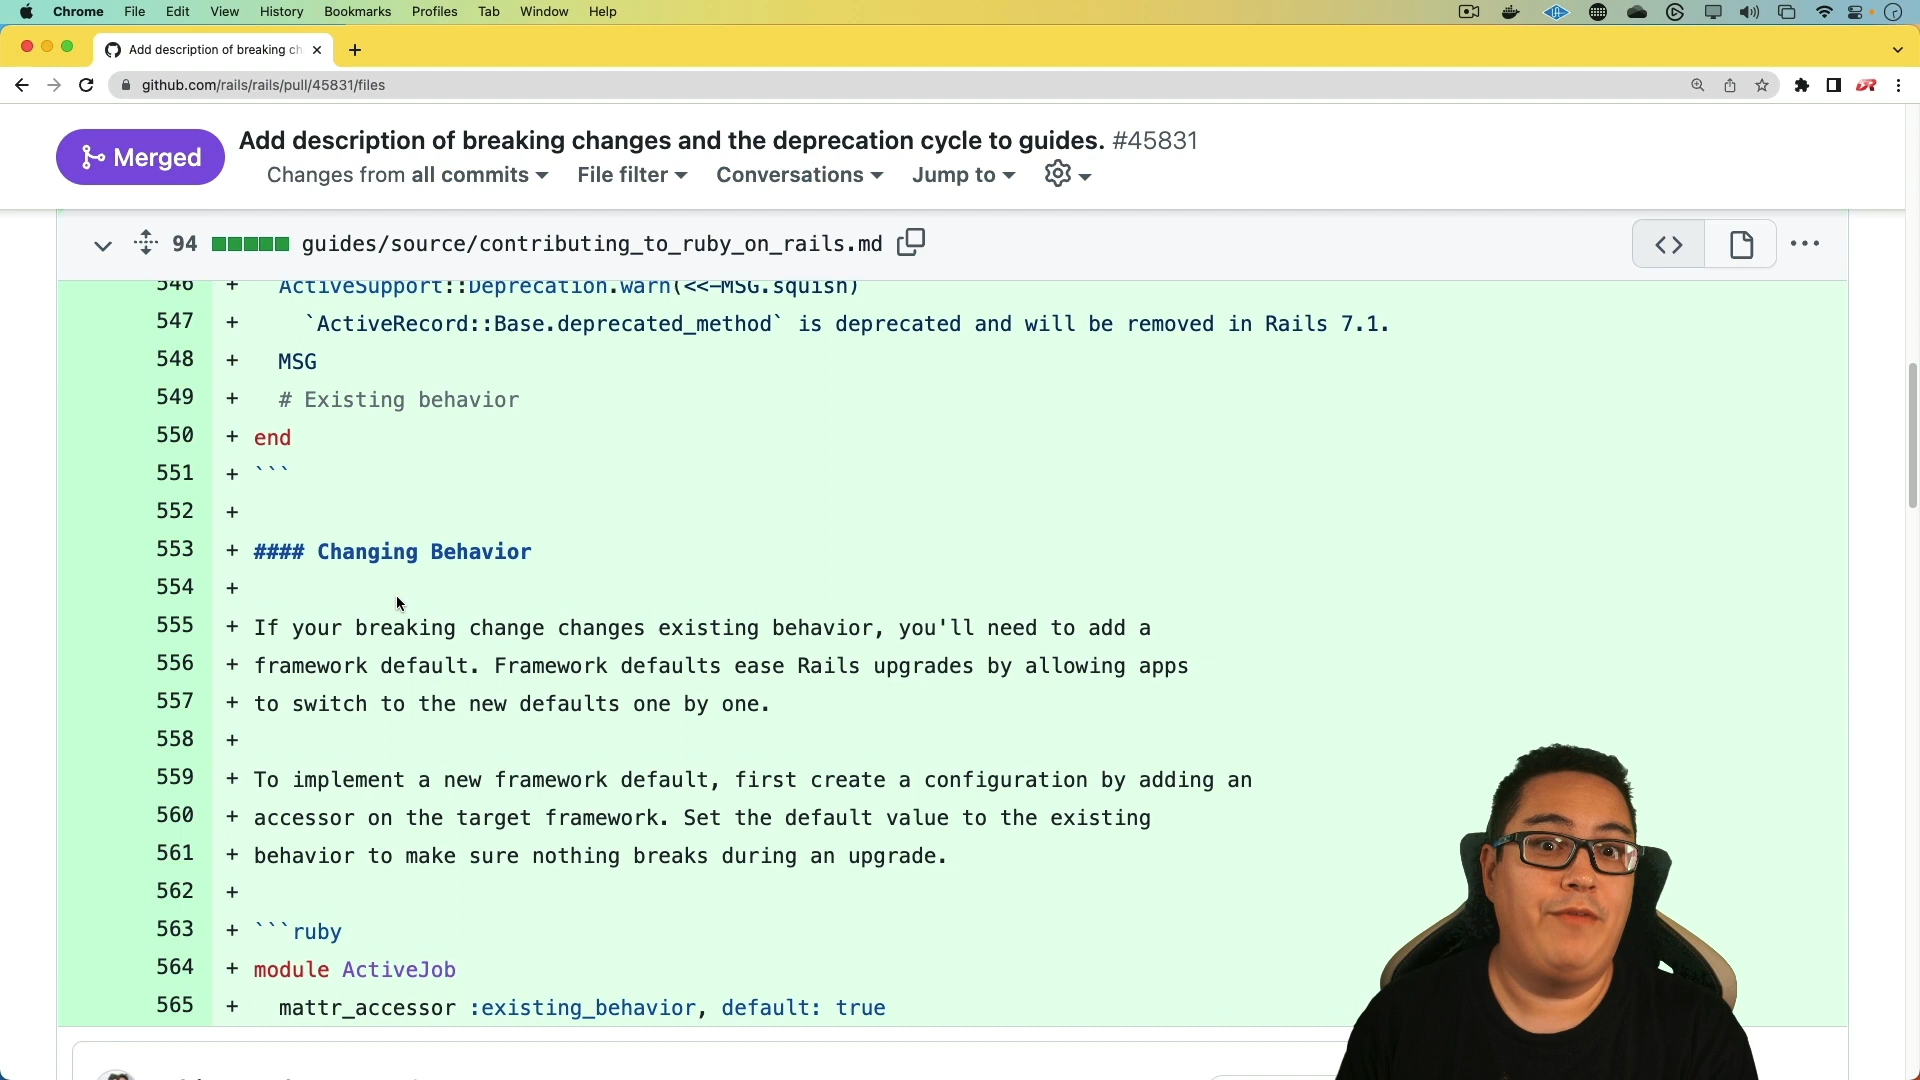 Chrome File Edit View History Bookmarks Profiles Tab Window Help
Add description of breaking ch
github.com/rails/rails/pull/45831/files
Merged
Add description of breaking changes and the deprecation cycle to guides. #45831
Changes from all commits File filter Conversations Jump to
94 guides/source/contributing_to_ruby_on_rails.md
546 + ActiveSupport::Deprecation.warn(<<-MSG.squish)
547 + `ActiveRecord::Base.deprecated_method` is deprecated and will be removed in Rails 7.1.
548 + MSG
549 + # Existing behavior
550 + end
551 + ```
552 +
553 + #### Changing Behavior
554 +
555 + If your breaking change changes existing behavior, you'll need to add a
556 + framework default. Framework defaults ease Rails upgrades by allowing apps
557 + to switch to the new defaults one by one.
558 +
559 + To implement a new framework default, first create a configuration by adding an
560 + accessor on the target framework. Set the default value to the existing
561 + behavior to make sure nothing breaks during an upgrade.
562 +
563 + ```ruby
564 + module ActiveJob
565 + mattr_accessor :existing_behavior, default: true